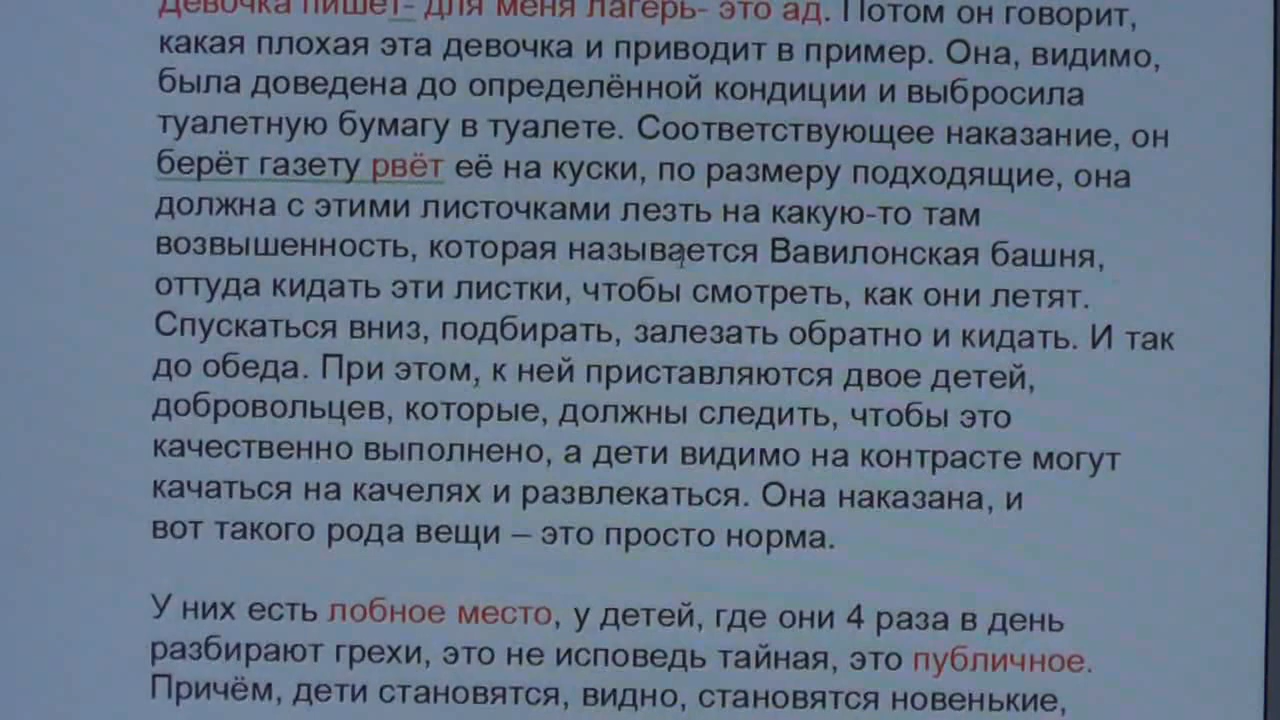 Девочка пишет- для меня лагерь- это ад. Потом он говорит,
какая плохая эта девочка и приводит в пример. Она, видимо,
была доведена до определённой кондиции и выбросила
туалетную бумагу в туалете. Соответствующее наказание, он
берёт газету рвёт её на куски, по размеру подходящие, она
должна с этими листочками лезть на какую-то там
возвышенность, которая называется Вавилонская башня,
оттуда кидать эти листки, чтобы смотреть, как они летят.
Спускаться вниз, подбирать, залезать обратно и кидать. И так
до обеда. При этом, к ней приставляются двое детей,
добровольцев, которые, должны следить, чтобы это
качественно выполнено, а дети видимо на контрасте могут
качаться на качелях и развлекаться. Она наказана, и
вот такого рода вещи – это просто норма.
У них есть лобное место, у детей, где они 4 раза в день
разбирают грехи, это не исповедь тайная, это публичное.
Причём, дети становятся, видно, становятся новенькие,